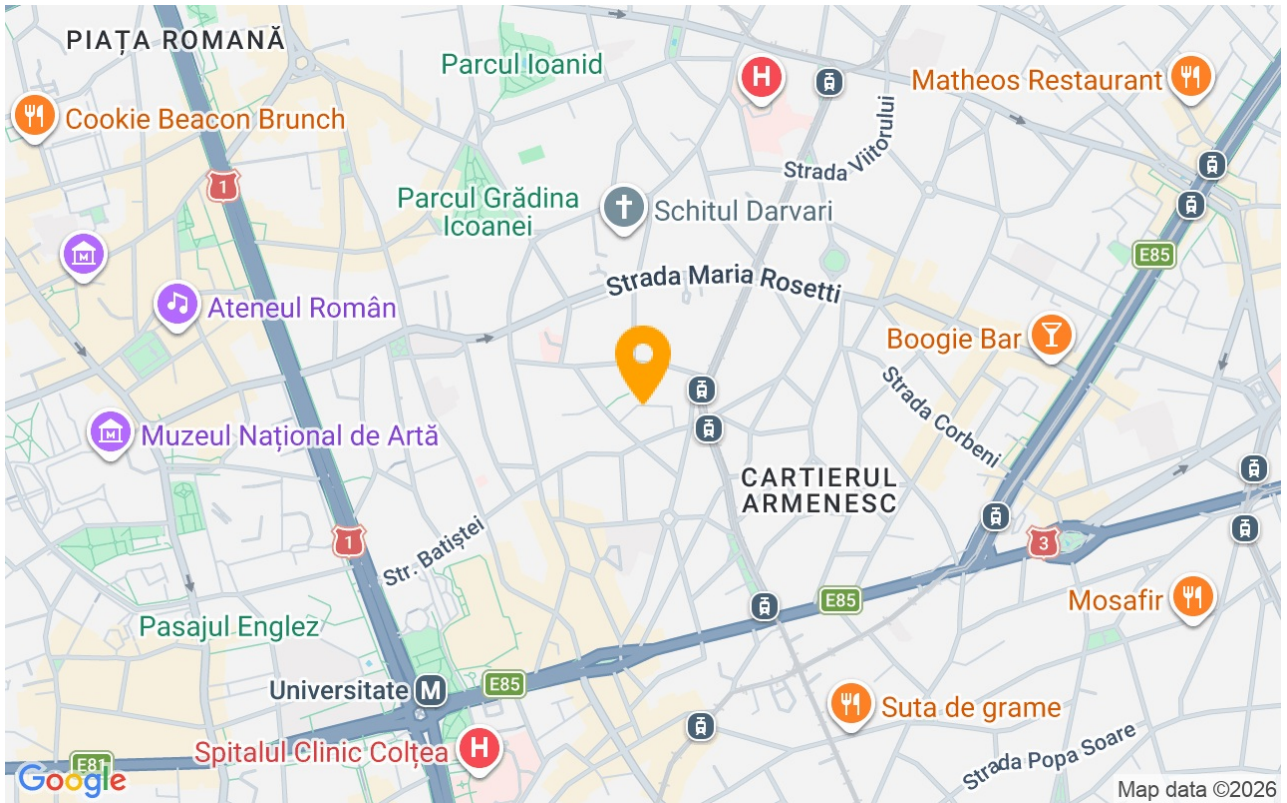 PIAȚA ROMANĂ
Parcul Ioanid
H
Matheos Restaurant
Cookie Beacon Brunch
Strada Viitorului
1
Parcul Grădina
Icoanei
Schitul Darvari
E85
M
Strada Maria Rosetti
Ateneul Român
Boogie Bar
Strada Corbeni
M
Muzeul Național de Artă
CARTIERUL
ARMENESC
1
3
Str. Batiștei
E85
Mosafir
Pasajul Englez
Universitate
M
E85
Suta de grame
Spitalul Clinic Colțea
H
Strada Popa Soare
E81
Google
Map data ©2026